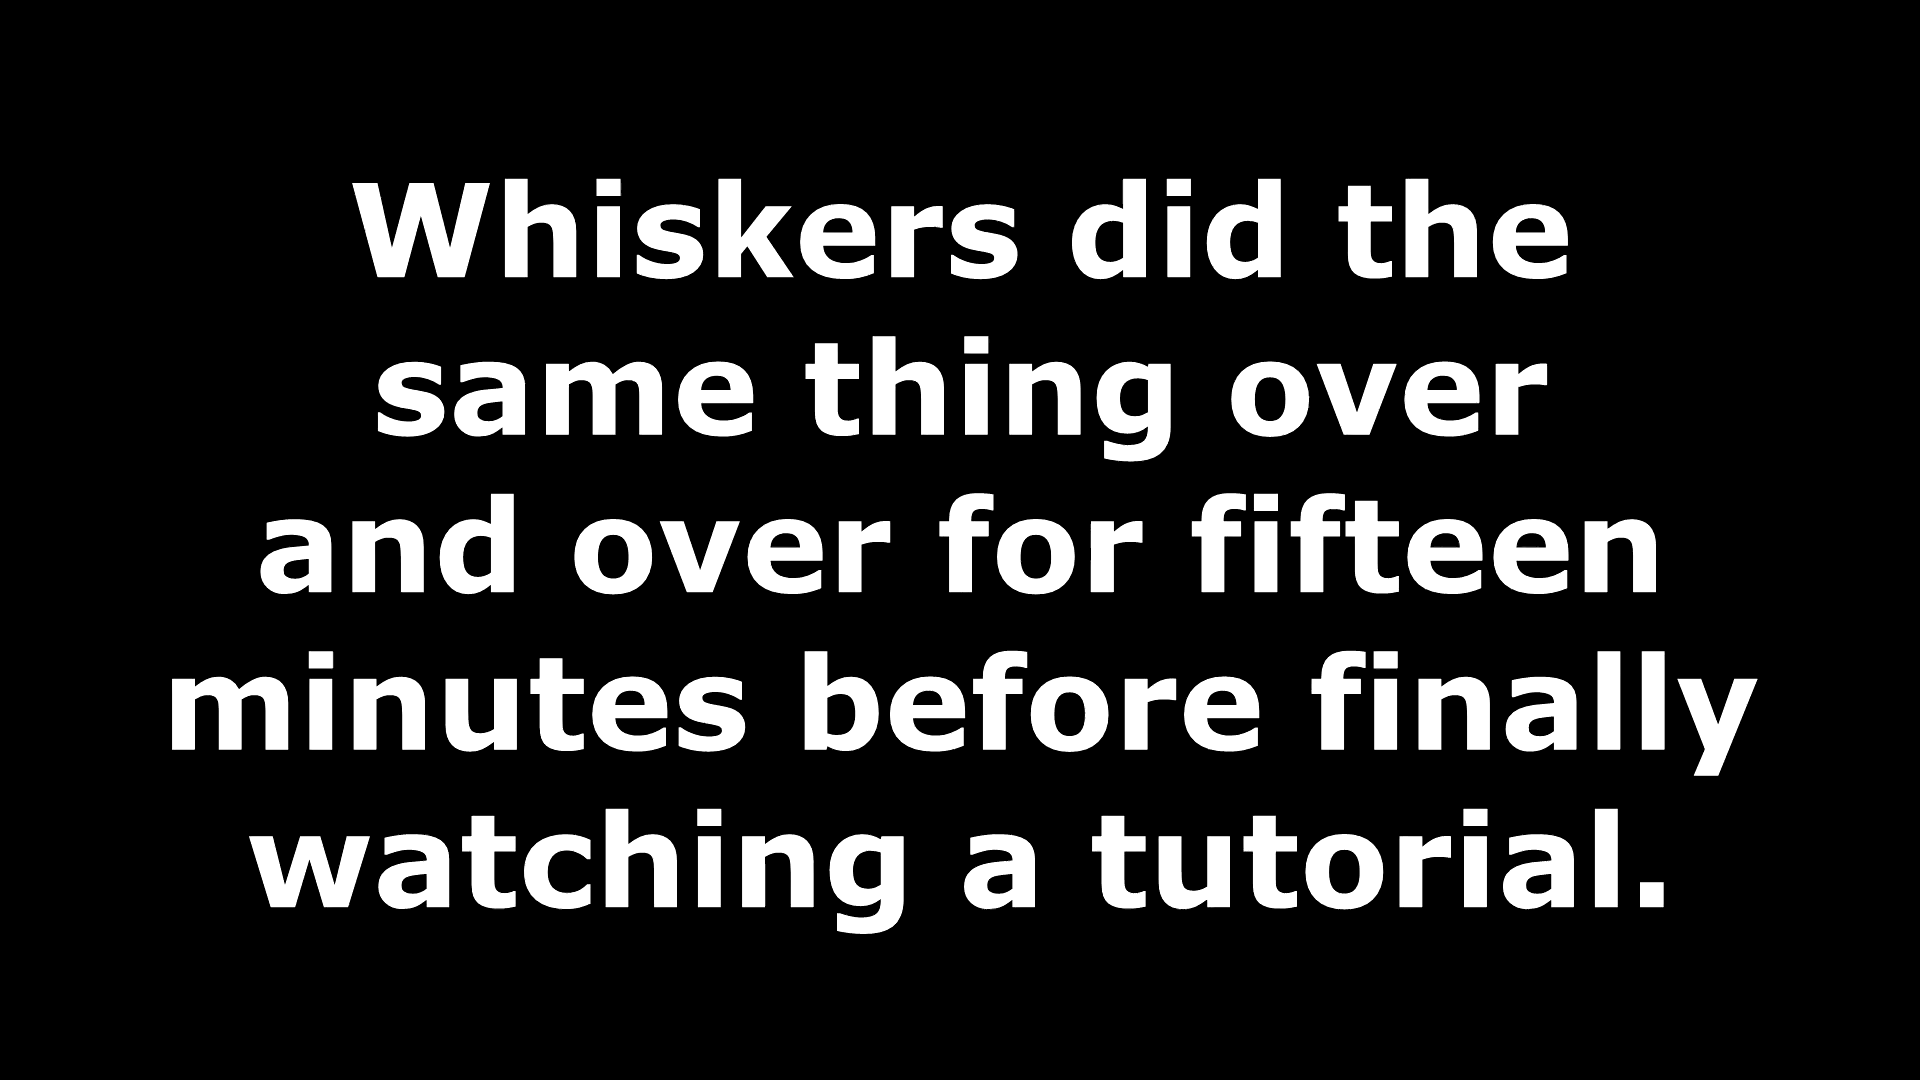 Whiskers did the
same thing over
and over for fifteen
minutes before finally
watching a tutorial.